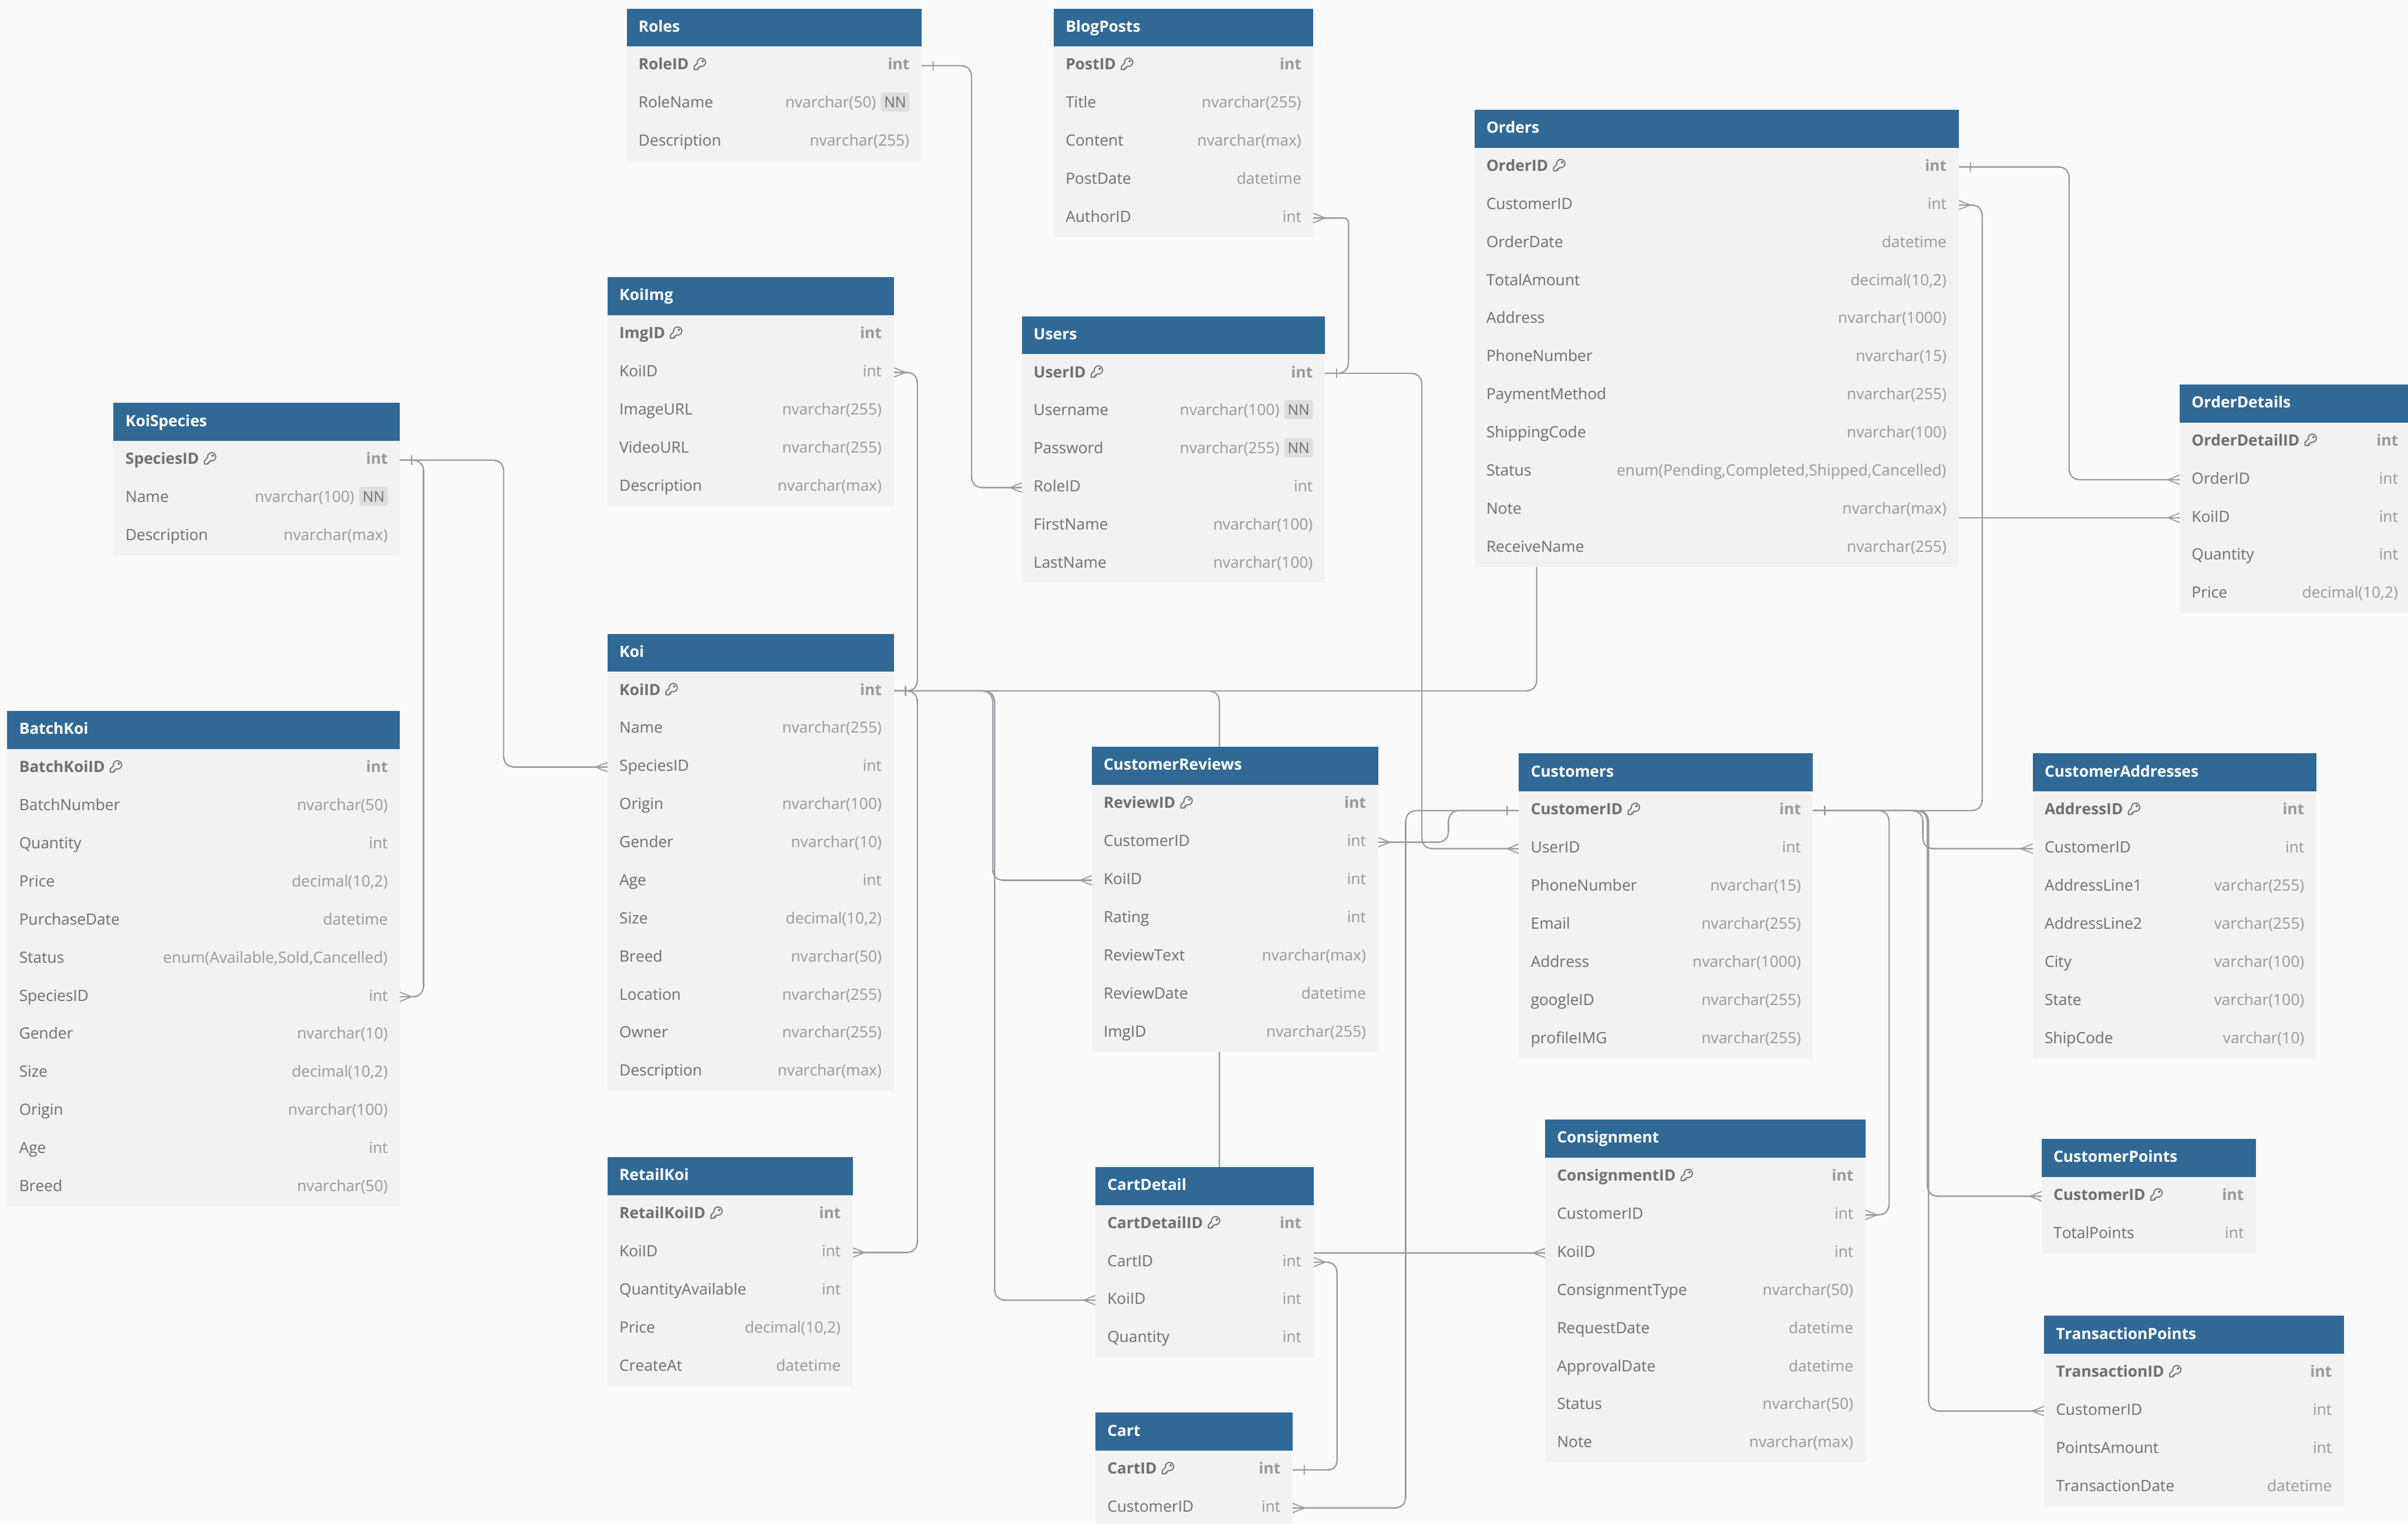 Roles
RoleID int
RoleName nvarchar(50) NN
Description nvarchar(255)
BlogPosts
PostID int
Title nvarchar(255)
Content nvarchar(max)
PostDate datetime
AuthorID int
Orders
OrderID int
CustomerID int
OrderDate datetime
TotalAmount decimal(10,2)
Address nvarchar(1000)
PhoneNumber nvarchar(15)
PaymentMethod nvarchar(255)
ShippingCode nvarchar(100)
Status enum(Pending,Completed,Shipped,Cancelled)
Note nvarchar(max)
ReceiveName nvarchar(255)
KoiImg
ImgID int
KoiID int
ImageURL nvarchar(255)
VideoURL nvarchar(255)
Description nvarchar(max)
Users
UserID int
Username nvarchar(100) NN
Password nvarchar(255) NN
RoleID int
FirstName nvarchar(100)
LastName nvarchar(100)
OrderDetails
OrderDetailID int
OrderID int
KoiID int
Quantity int
Price decimal(10,2)
KoiSpecies
SpeciesID int
Name nvarchar(100) NN
Description nvarchar(max)
Koi
KoiID int
Name nvarchar(255)
SpeciesID int
Origin nvarchar(100)
Gender nvarchar(10)
Age int
Size decimal(10,2)
Breed nvarchar(50)
Location nvarchar(255)
Owner nvarchar(255)
Description nvarchar(max)
BatchKoi
BatchKoiID int
BatchNumber nvarchar(50)
Quantity int
Price decimal(10,2)
PurchaseDate datetime
Status enum(Available,Sold,Cancelled)
SpeciesID int
Gender nvarchar(10)
Size decimal(10,2)
Origin nvarchar(100)
Age int
Breed nvarchar(50)
CustomerReviews
ReviewID int
CustomerID int
KoiID int
Rating int
ReviewText nvarchar(max)
ReviewDate datetime
ImgID nvarchar(255)
Customers
CustomerID int
UserID int
PhoneNumber nvarchar(15)
Email nvarchar(255)
Address nvarchar(1000)
googleID nvarchar(255)
profileIMG nvarchar(255)
CustomerAddresses
AddressID int
CustomerID int
AddressLine1 varchar(255)
AddressLine2 varchar(255)
City varchar(100)
State varchar(100)
ShipCode varchar(10)
RetailKoi
RetailKoiID int
KoiID int
QuantityAvailable int
Price decimal(10,2)
CreateAt datetime
CartDetail
CartDetailID int
CartID int
KoiID int
Quantity int
Consignment
ConsignmentID int
CustomerID int
KoiID int
ConsignmentType nvarchar(50)
RequestDate datetime
ApprovalDate datetime
Status nvarchar(50)
Note nvarchar(max)
CustomerPoints
CustomerID int
TotalPoints int
TransactionPoints
TransactionID int
CustomerID int
PointsAmount int
TransactionDate datetime
Cart
CartID int
CustomerID int